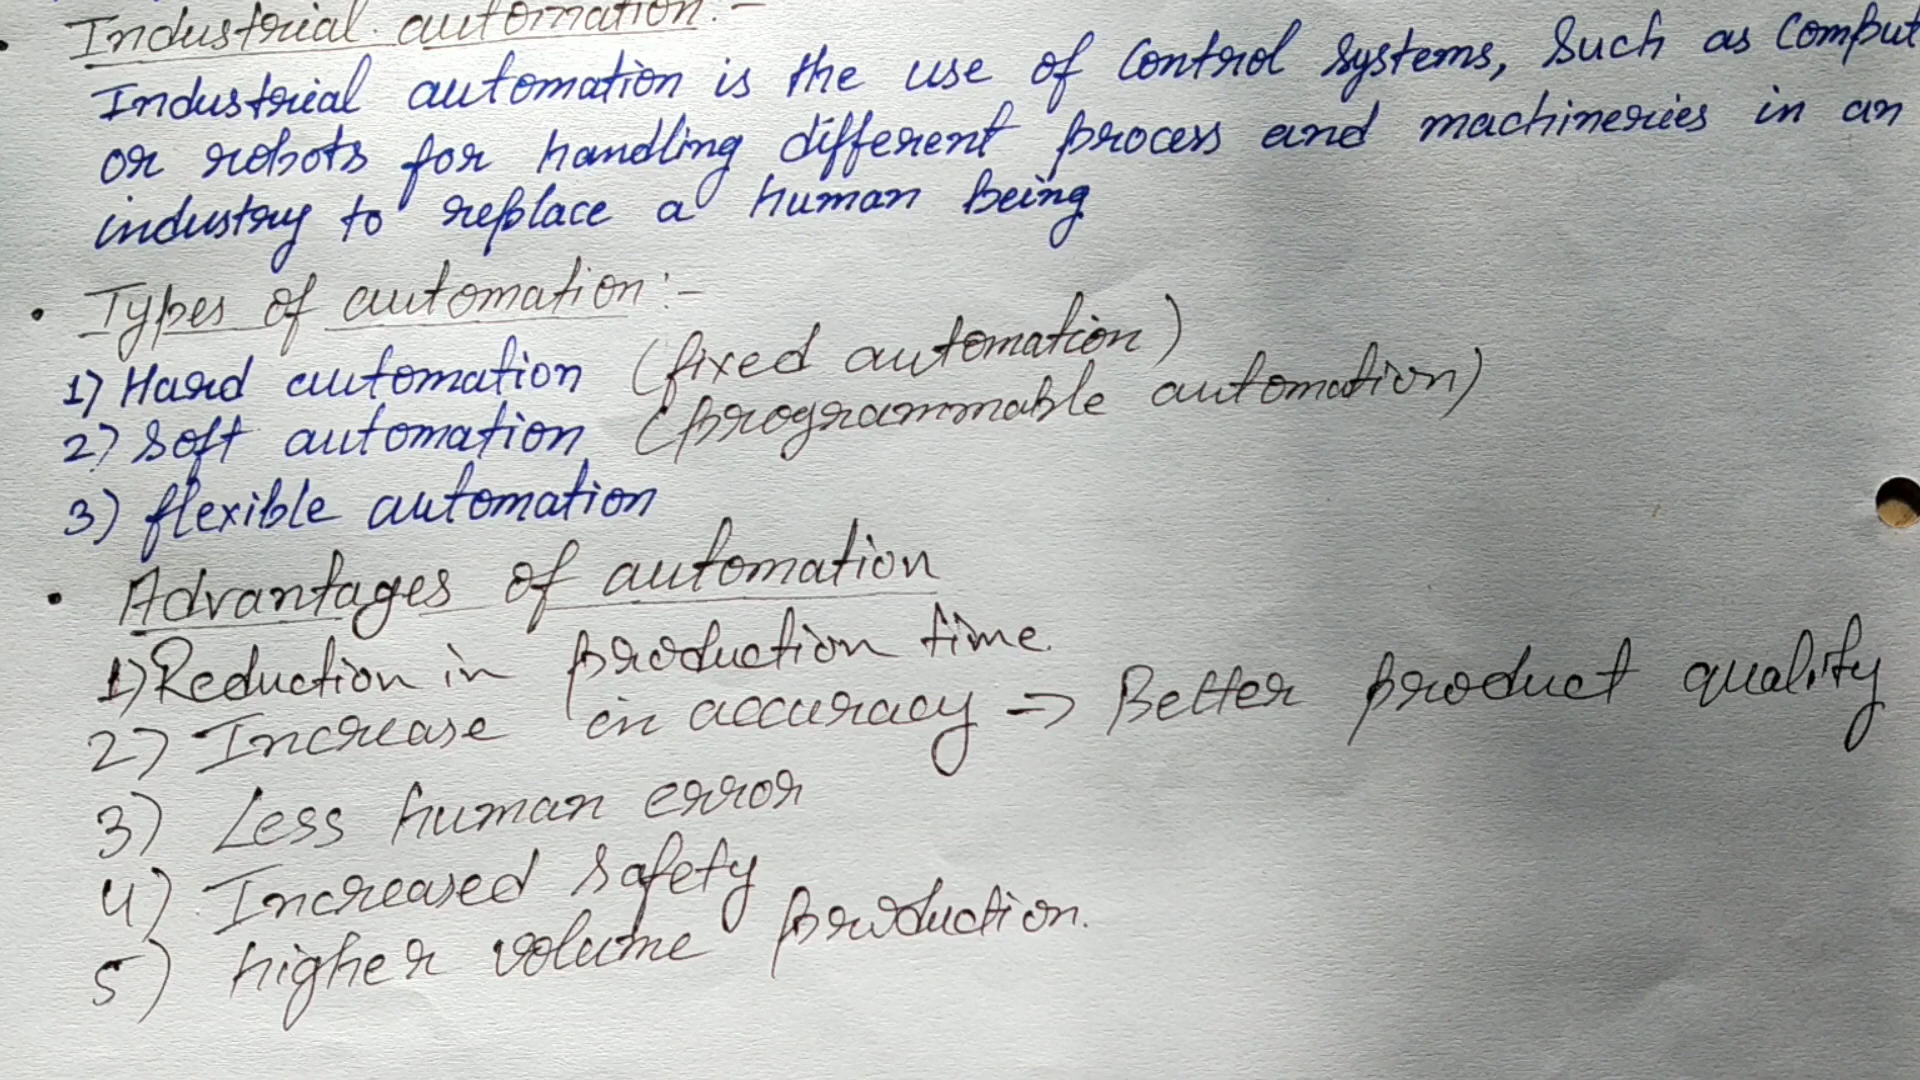 Industrial automation:-
Industrial automation is the use of Control Systems, Such as Comput
or robots for handling different process and machineries in an
industry to replace a human being
Types of automation:-
1) Hard automation (fixed automation)
2) Soft automation (programmable automation)
3) flexible automation
Advantages of automation
1) Reduction in production time.
2) Increase in accuracy => Better product quality
3) Less human error
4) Increased safety
5) higher volume production.